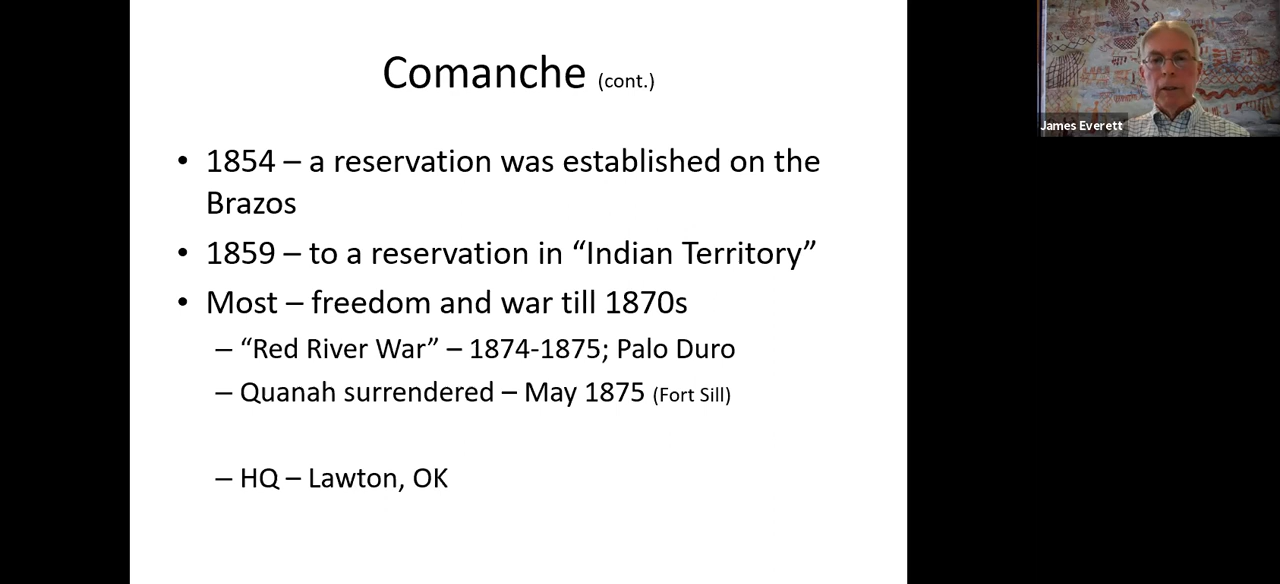 Comanche (cont.)
• 1854 – a reservation was established on the
Brazos
• 1859 – to a reservation in “Indian Territory”
• Most – freedom and war till 1870s
– “Red River War” – 1874-1875; Palo Duro
– Quanah surrendered – May 1875 (Fort Sill)
– HQ – Lawton, OK
James Everett